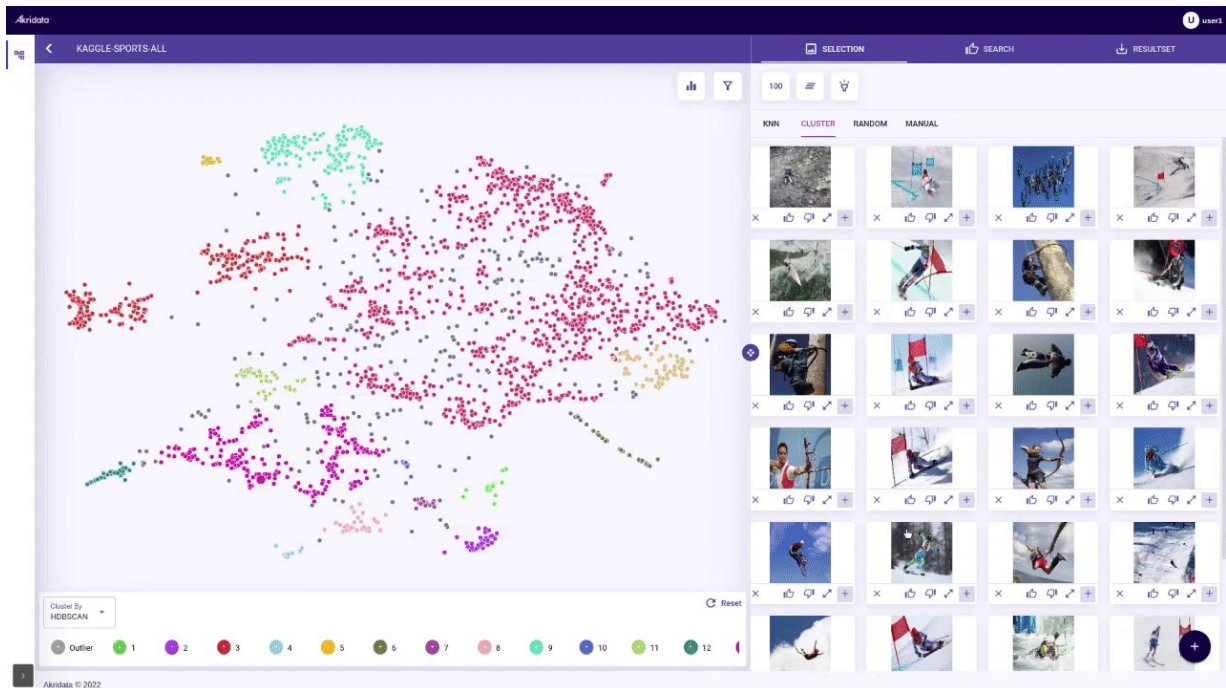 Akridata
U user1
KAGGLE-SPORTS-ALL
SELECTION
SEARCH
RESULTSET
100
KNN
CLUSTER
RANDOM
MANUAL
Cluster By
HDBSCAN
Reset
Outlier
1
2
3
4
5
6
7
8
9
10
11
12
Akridata © 2022